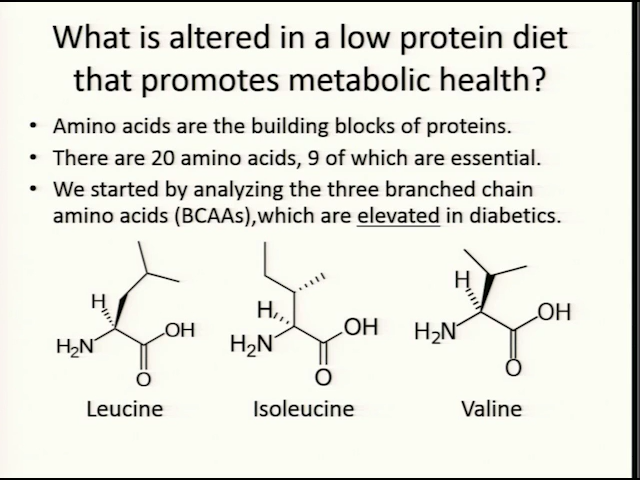 What is altered in a low protein diet
that promotes metabolic health?
• Amino acids are the building blocks of proteins.
• There are 20 amino acids, 9 of which are essential.
• We started by analyzing the three branched chain
amino acids (BCAAs),which are elevated in diabetics.
H
H₂N
OH
O
Leucine
H
H₂N
OH
O
Isoleucine
H
H₂N
OH
O
Valine